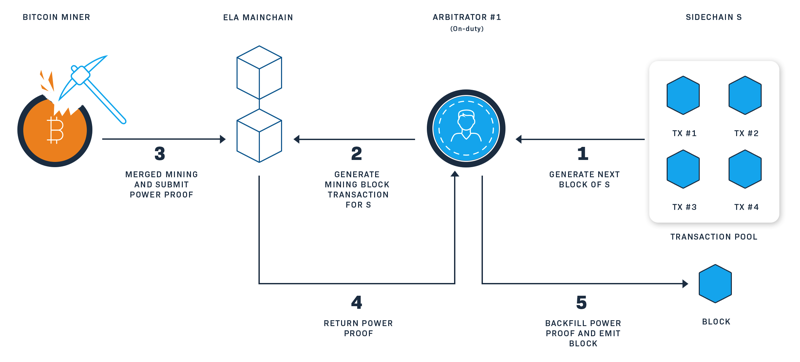 BITCOIN MINER
ELA MAINCHAIN
ARBITRATOR #1
(On-duty)
SIDECHAIN S
TX #1
TX #2
3
2
1
MERGED MINING
AND SUBMIT
POWER PROOF
GENERATE
MINING BLOCK
TRANSACTION
FOR S
GENERATE NEXT
BLOCK OF S
TX #3
TX #4
TRANSACTION POOL
4
RETURN POWER
PROOF
5
BACKFILL POWER
PROOF AND EMIT
BLOCK
BLOCK